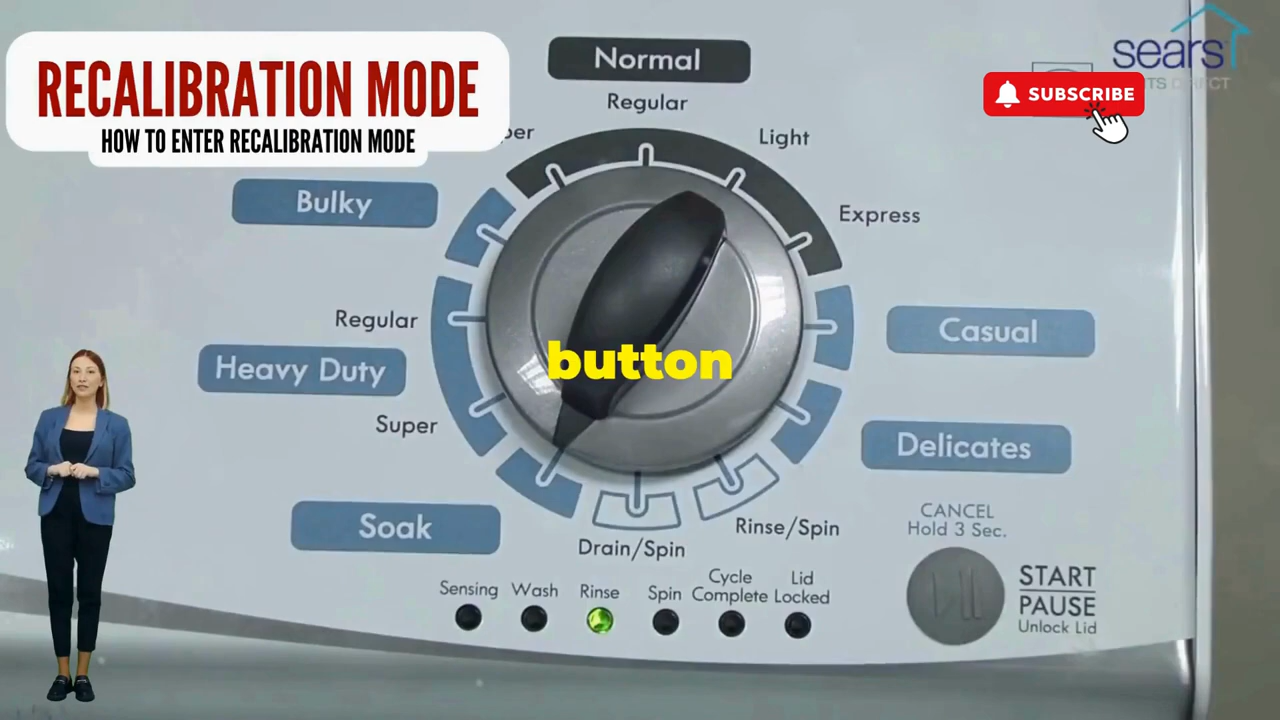 RECALIBRATION MODE
HOW TO ENTER RECALIBRATION MODE
sears
SUBSCRIBE
Normal
Regular
Light
Express
Bulky
Regular
Heavy Duty
Super
Casual
Delicates
Soak
button
Rinse/Spin
Drain/Spin
CANCEL
Hold 3 Sec.
Sensing
Wash
Rinse
Spin
Cycle
Complete
Lid
Locked
START
PAUSE
Unlock Lid